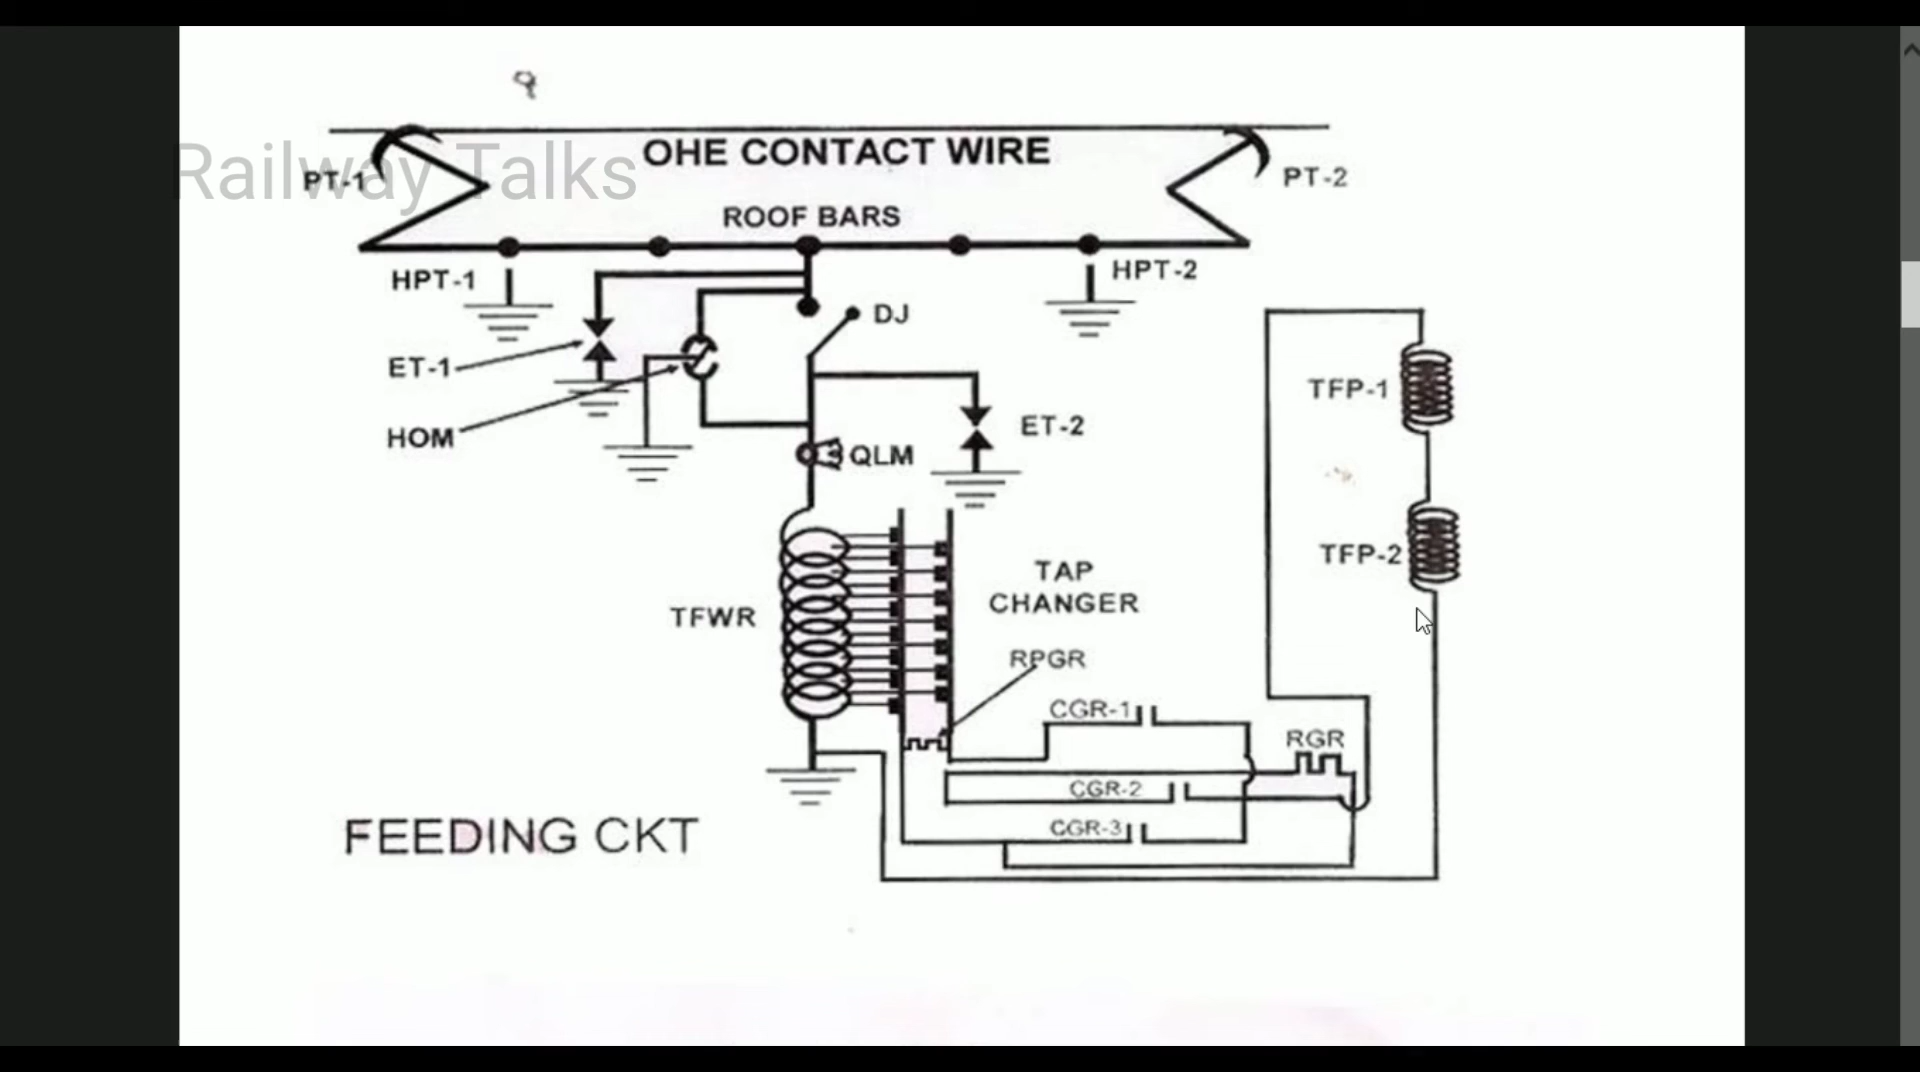 9
Railway Talks
OHE CONTACT WIRE
PT-1
PT-2
ROOF BARS
HPT-1
HPT-2
DJ
ET-1
TFP-1
HOM
ET-2
QLM
TFP-2
TAP
CHANGER
TFWR
RPGR
CGR-1
RGR
CGR-2
CGR-3
FEEDING CKT